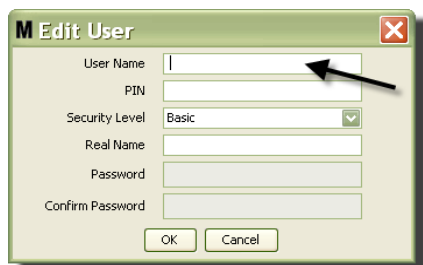 M Edit User
User Name
PIN
Security Level Basic
Real Name
Password
Confirm Password
OK Cancel